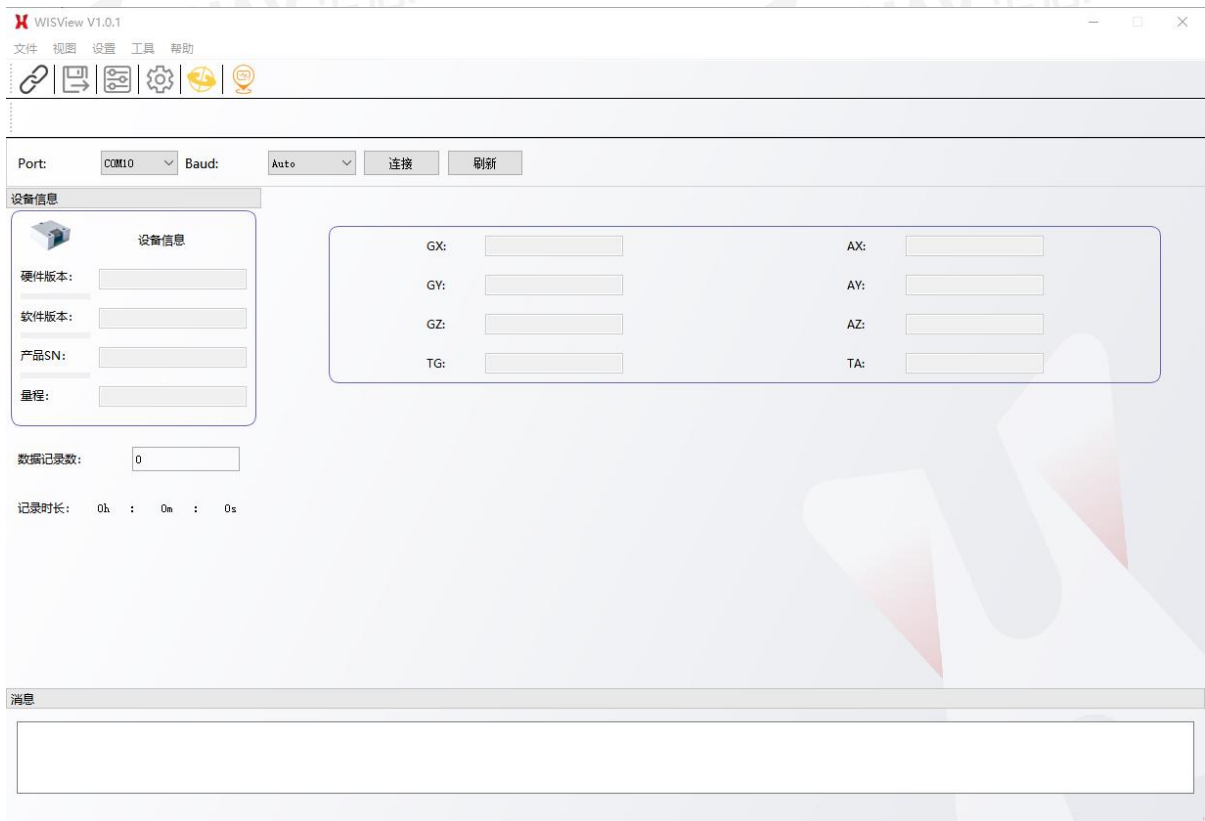 WISView V1.0.1
文件 视图 设置 工具 帮助
Port: COM10 Baud: Auto 连接 刷新
设备信息
设备信息
硬件版本:
软件版本:
产品SN:
量程:
GX: AX:
GY: AY:
GZ: AZ:
TG: TA:
数据记录数: 0
记录时长: 0h : 0m : 0s
消息